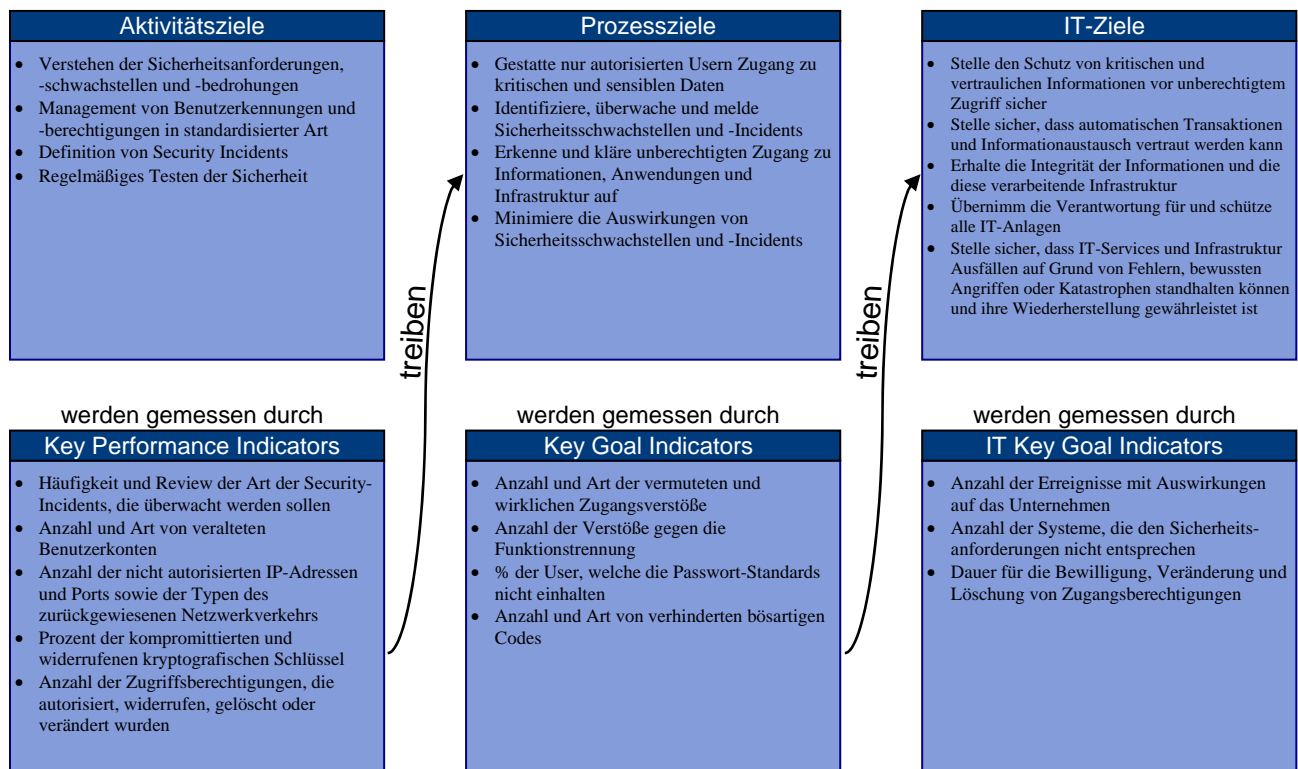 Aktivitätsziele
• Verstehen der Sicherheitsanforderungen,
-schwachstellen und -bedrohungen
• Management von Benutzerkennungen und
-berechtigungen in standardisierter Art
• Definition von Security Incidents
• Regelmäßiges Testen der Sicherheit
Prozessziele
• Gestatte nur autorisierten Usern Zugang zu
kritischen und sensiblen Daten
• Identifiziere, überwache und melde
Sicherheitsschwachstellen und -Incidents
• Erkenne und kläre unberechtigten Zugang zu
Informationen, Anwendungen und
Infrastruktur auf
• Minimiere die Auswirkungen von
Sicherheitsschwachstellen und -Incidents
IT-Ziele
• Stelle den Schutz von kritischen und
vertraulichen Informationen vor unberechtigtem
Zugriff sicher
• Stelle sicher, dass automatischen Transaktionen
und Informationaustausch vertraut werden kann
• Erhalte die Integrität der Informationen und die
diese verarbeitende Infrastruktur
• Übernimm die Verantwortung für und schütze
alle IT-Anlagen
• Stelle sicher, dass IT-Services und Infrastruktur
Ausfällen auf Grund von Fehlern, bewussten
Angriffen oder Katastrophen standhalten können
und ihre Wiederherstellung gewährleistet ist
treiben
treiben
werden gemessen durch
Key Performance Indicators
• Häufigkeit und Review der Art der Security-
Incidents, die überwacht werden sollen
• Anzahl und Art von veralteten
Benutzerkonten
• Anzahl der nicht autorisierten IP-Adressen
und Ports sowie der Typen des
zurückgewiesenen Netzwerkverkehrs
• Prozent der kompromittierten und
widerrufenen kryptografischen Schlüssel
• Anzahl der Zugriffsberechtigungen, die
autorisiert, widerrufen, gelöscht oder
verändert wurden
werden gemessen durch
Key Goal Indicators
• Anzahl und Art der vermuteten und
wirklichen Zugangsverstöße
• Anzahl der Verstöße gegen die
Funktionstrennung
• % der User, welche die Passwort-Standards
nicht einhalten
• Anzahl und Art von verhinderten bösartigen
Codes
werden gemessen durch
IT Key Goal Indicators
• Anzahl der Erreignisse mit Auswirkungen
auf das Unternehmen
• Anzahl der Systeme, die den Sicherheits-
anforderungen nicht entsprechen
• Dauer für die Bewilligung, Veränderung und
Löschung von Zugangsberechtigungen